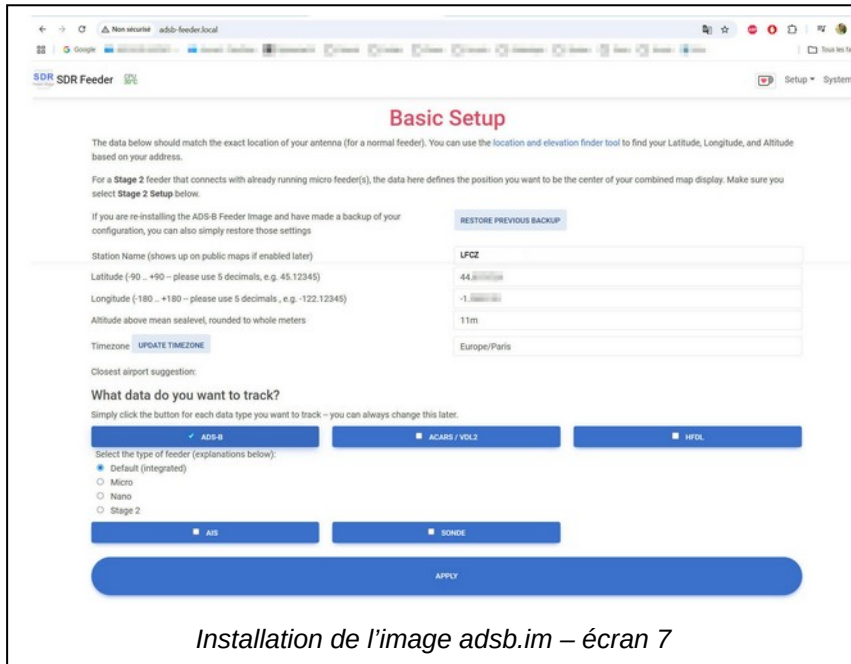 Non sécurisé adsb-feeder.local
Google
Tous les fa
SDR SDR Feeder CPU Setup System
Basic Setup
The data below should match the exact location of your antenna (for a normal feeder). You can use the location and elevation finder tool to find your Latitude, Longitude, and Altitude
based on your address.
For a Stage 2 feeder that connects with already running micro feeder(s), the data here defines the position you want to be the center of your combined map display. Make sure you
select Stage 2 Setup below.
If you are re-installing the ADS-B Feeder Image and have made a backup of your
configuration, you can also simply restore those settings
RESTORE PREVIOUS BACKUP
Station Name (shows up on public maps if enabled later) LFCZ
Latitude (-90 .. +90 – please use 5 decimals, e.g. 45.12345) 44.
Longitude (-180 .. +180 – please use 5 decimals , e.g. -122.12345) -1.
Altitude above mean sealevel, rounded to whole meters 11m
Timezone UPDATE TIMEZONE Europe/Paris
Closest airport suggestion:
What data do you want to track?
Simply click the button for each data type you want to track – you can always change this later.
ADS-B ACARS / VDL2 HFDL
Select the type of feeder (explanations below):
Default (integrated)
Micro
Nano
Stage 2
AIS SONDE
APPLY
Installation de l’image adsb.im – écran 7